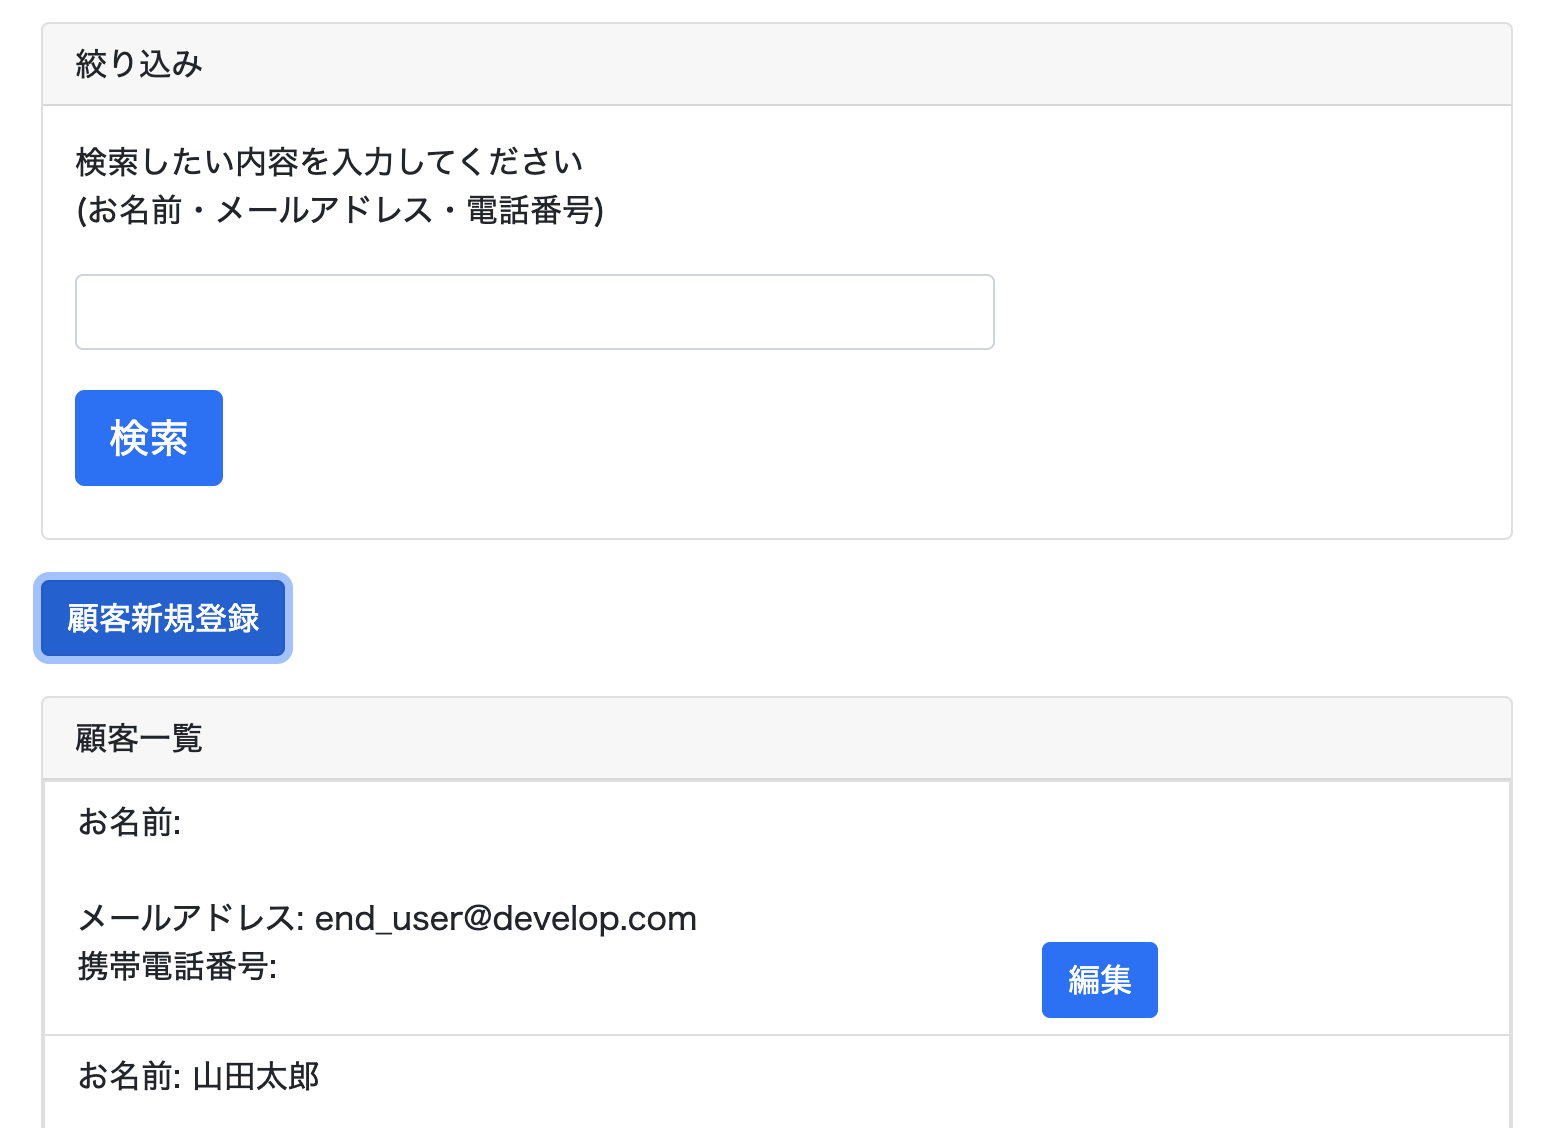 絞り込み
検索したい内容を入力してください
(お名前・メールアドレス・電話番号)
検索
顧客新規登録
顧客一覧
お名前:
メールアドレス: end_user@develop.com
携帯電話番号:
編集
お名前: 山田太郎